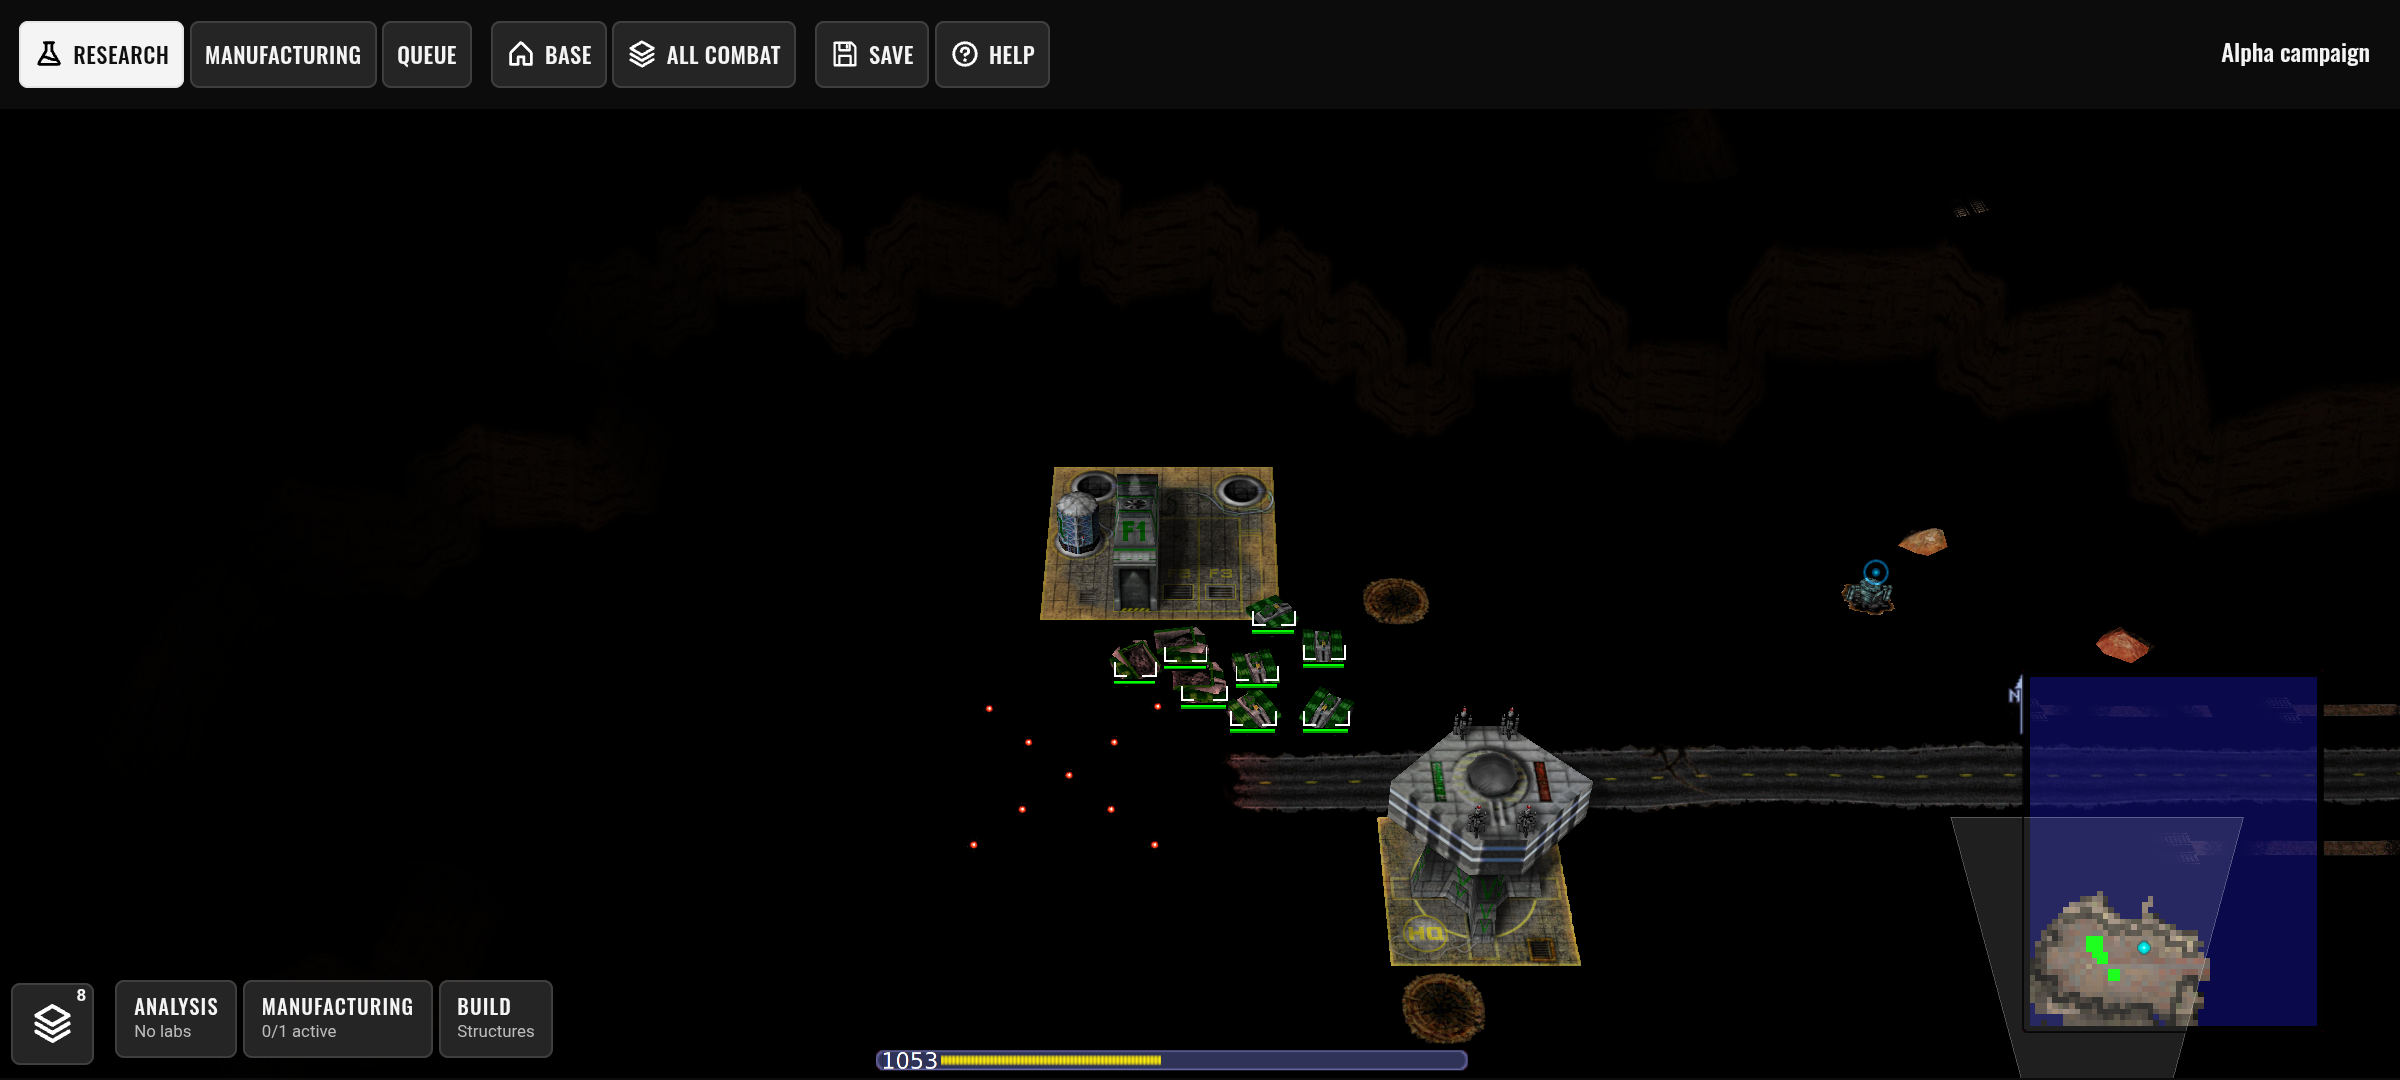 RESEARCH
MANUFACTURING
QUEUE
BASE
ALL COMBAT
SAVE
HELP
Alpha campaign
F1
F3
N
HQ
8
ANALYSIS
No labs
MANUFACTURING
0/1 active
BUILD
Structures
1053